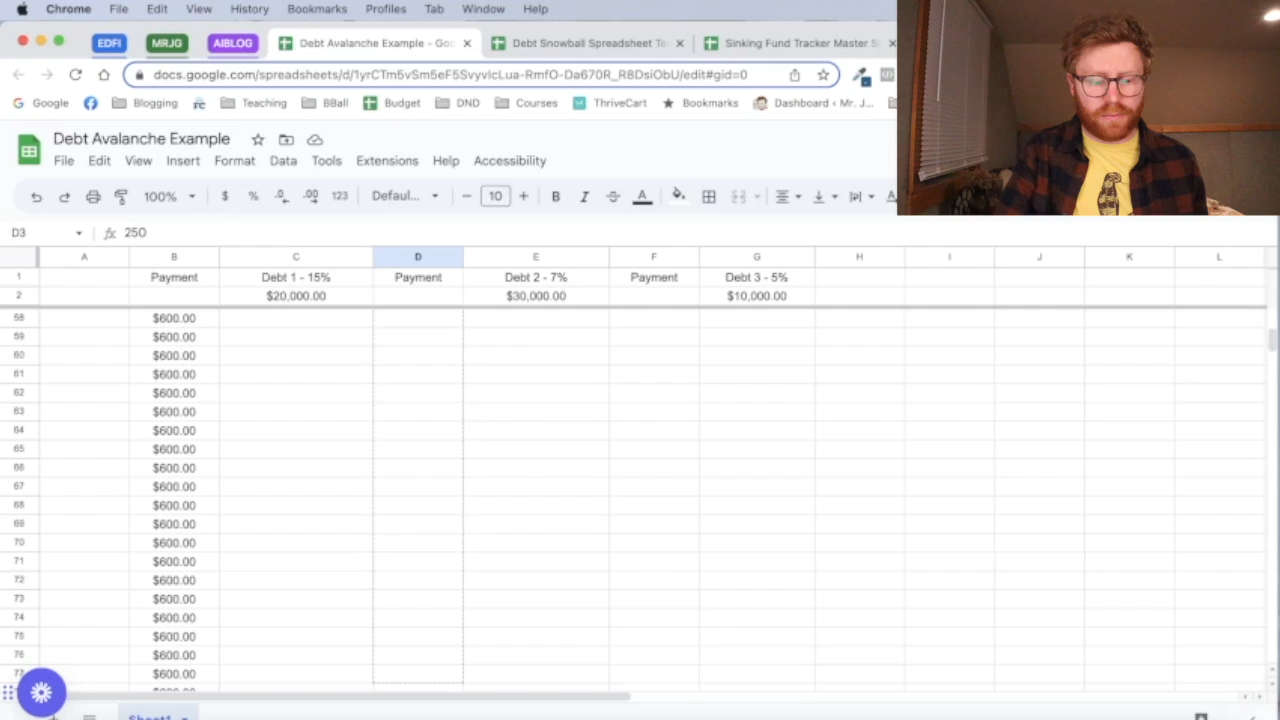 Chrome File Edit View History Bookmarks Profiles Tab Window Help
EDFI MRJG AIBLOG Debt Avalanche Example - Goo Debt Snowball Spreadsheet Te Sinking Fund Tracker Master S
docs.google.com/spreadsheets/d/1yrCTm5vSm5eF5SvyvIcLua-RmfO-Da670R_R8DsiObU/edit#gid=0
Google Blogging Teaching BBall Budget DND Courses ThriveCart Bookmarks Dashboard ‹ Mr. J...
Debt Avalanche Example
File Edit View Insert Format Data Tools Extensions Help Accessibility
100% $ % .0 .00 123 Defaul... 10 B I A
D3 fx 250
A B C D E F G H I J K L
1 Payment Debt 1 - 15% Payment Debt 2 - 7% Payment Debt 3 - 5%
2 $20,000.00 $30,000.00 $10,000.00
58 $600.00
59 $600.00
60 $600.00
61 $600.00
62 $600.00
63 $600.00
64 $600.00
65 $600.00
66 $600.00
67 $600.00
68 $600.00
69 $600.00
70 $600.00
71 $600.00
72 $600.00
73 $600.00
74 $600.00
75 $600.00
76 $600.00
77 $600.00
Sheet1